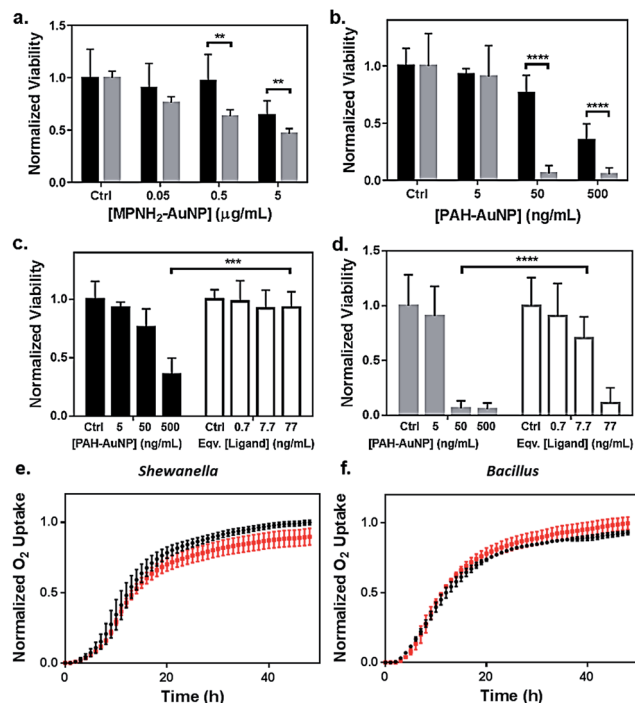 a.
Normalized Viability
1.5
1.0
0.5
0.0
**
**
Ctrl 0.05 0.5 5
[MPNH₂-AuNP] (μg/mL)
b.
Normalized Viability
1.5
1.0
0.5
0.0
****
****
Ctrl 5 50 500
[PAH-AuNP] (ng/mL)
c.
Normalized Viability
1.5
1.0
0.5
0.0
***
Ctrl 5 50 500 Ctrl 0.7 7.7 77
[PAH-AuNP] (ng/mL) Eqv. [Ligand] (ng/mL)
d.
Normalized Viability
1.5
1.0
0.5
0.0
****
Ctrl 5 50 500 Ctrl 0.7 7.7 77
[PAH-AuNP] (ng/mL) Eqv. [Ligand] (ng/mL)
e.
Shewanella
Normalized O₂ Uptake
1.0
0.5
0.0
0 20 40
Time (h)
f.
Bacillus
Normalized O₂ Uptake
1.0
0.5
0.0
0 20 40
Time (h)